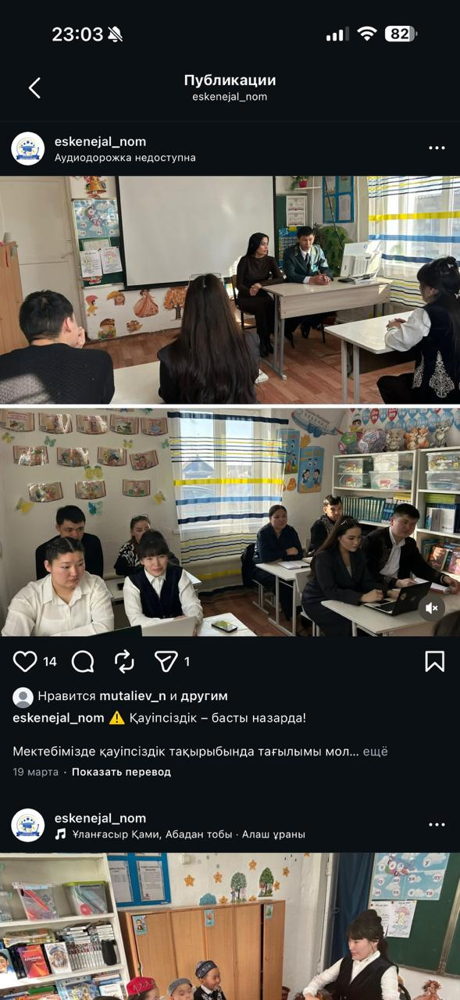 23:03
82
Публикации
eskenejal_nom
eskenejal_nom
Аудиодорожка недоступна
14
1
Нравится mutaliev_n и другим
eskenejal_nom ⚠️ Қауіпсіздік – басты назарда!
Мектебімізде қауіпсіздік тақырыбында тағылымы мол... ещё
19 марта · Показать перевод
eskenejal_nom
Ұланғасыр Қами, Абадан тобы · Алаш ұраны